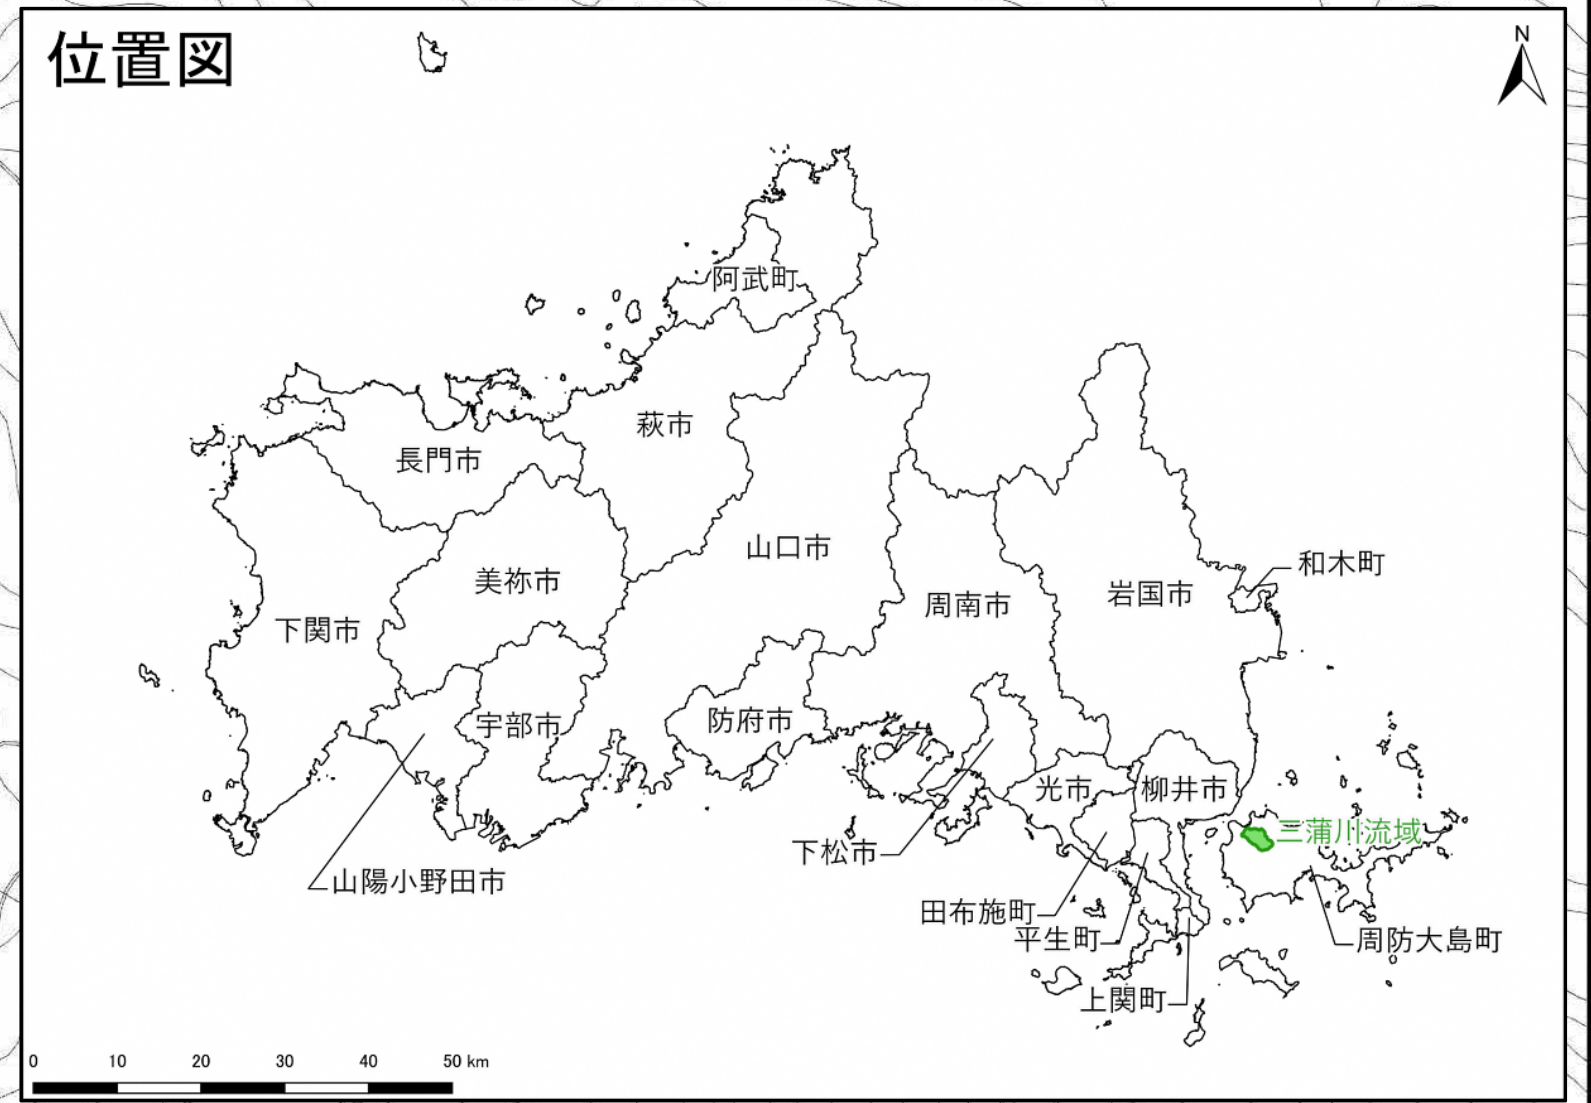 位置図
N
阿武町
萩市
長門市
山口市
和木町
美祢市
岩国市
周南市
下関市
防府市
宇部市
光市
柳井市
三蒲川流域
下松市
山陽小野田市
田布施町
平生町
周防大島町
上関町
0 10 20 30 40 50 km